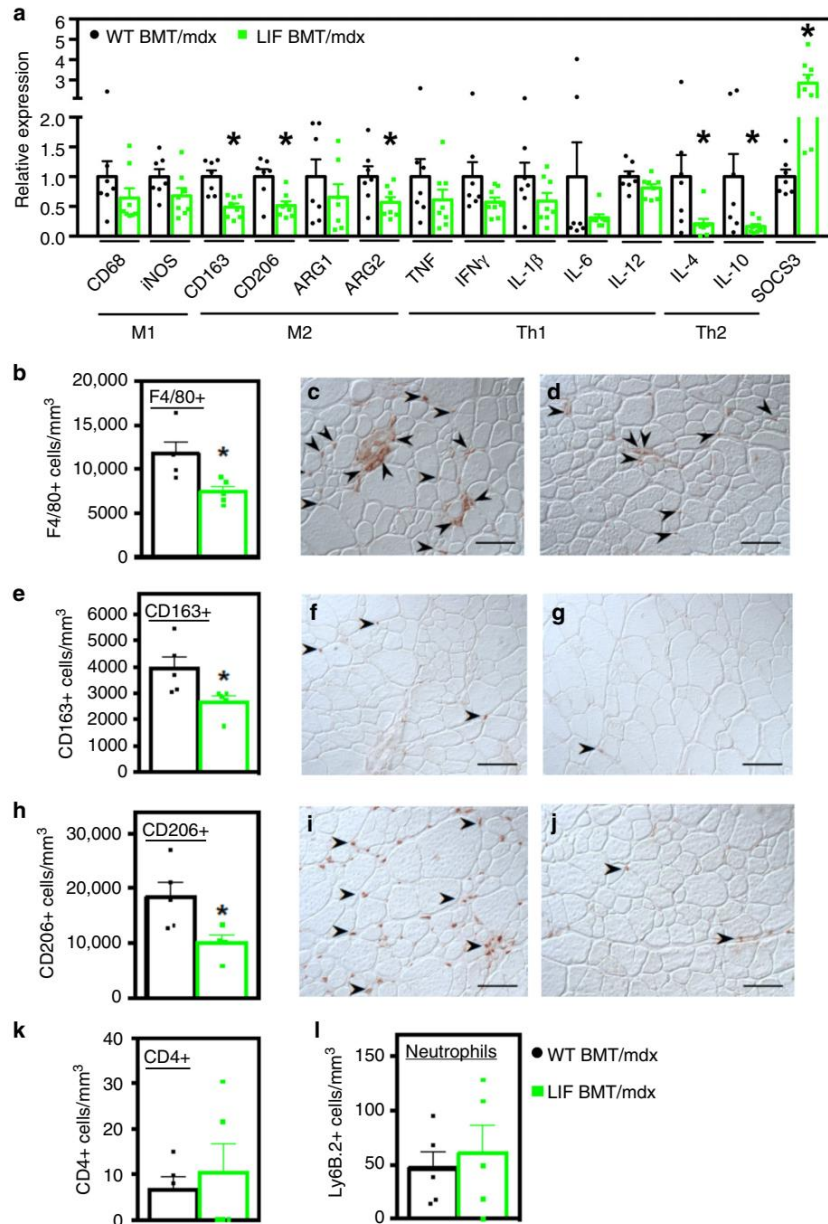 a
6
5
4
3
2.0
1.5
1.0
0.5
0.0
Relative expression
WT BMT/mdx
LIF BMT/mdx
* * * * * * *
CD68 iNOS CD163 CD206 ARG1 ARG2 TNF IFNγ IL-1β IL-6 IL-12 IL-4 IL-10 SOCS3
M1 M2 Th1 Th2
b
F4/80+ cells/mm³
20,000
15,000
10,000
5000
0
F4/80+
*
c
d
e
CD163+ cells/mm³
6000
5000
4000
3000
2000
1000
0
CD163+
*
f
g
h
CD206+ cells/mm³
30,000
20,000
10,000
0
CD206+
*
i
j
k
CD4+ cells/mm³
40
30
20
10
0
CD4+
l
Ly6B.2+ cells/mm³
150
100
50
0
Neutrophils
WT BMT/mdx
LIF BMT/mdx